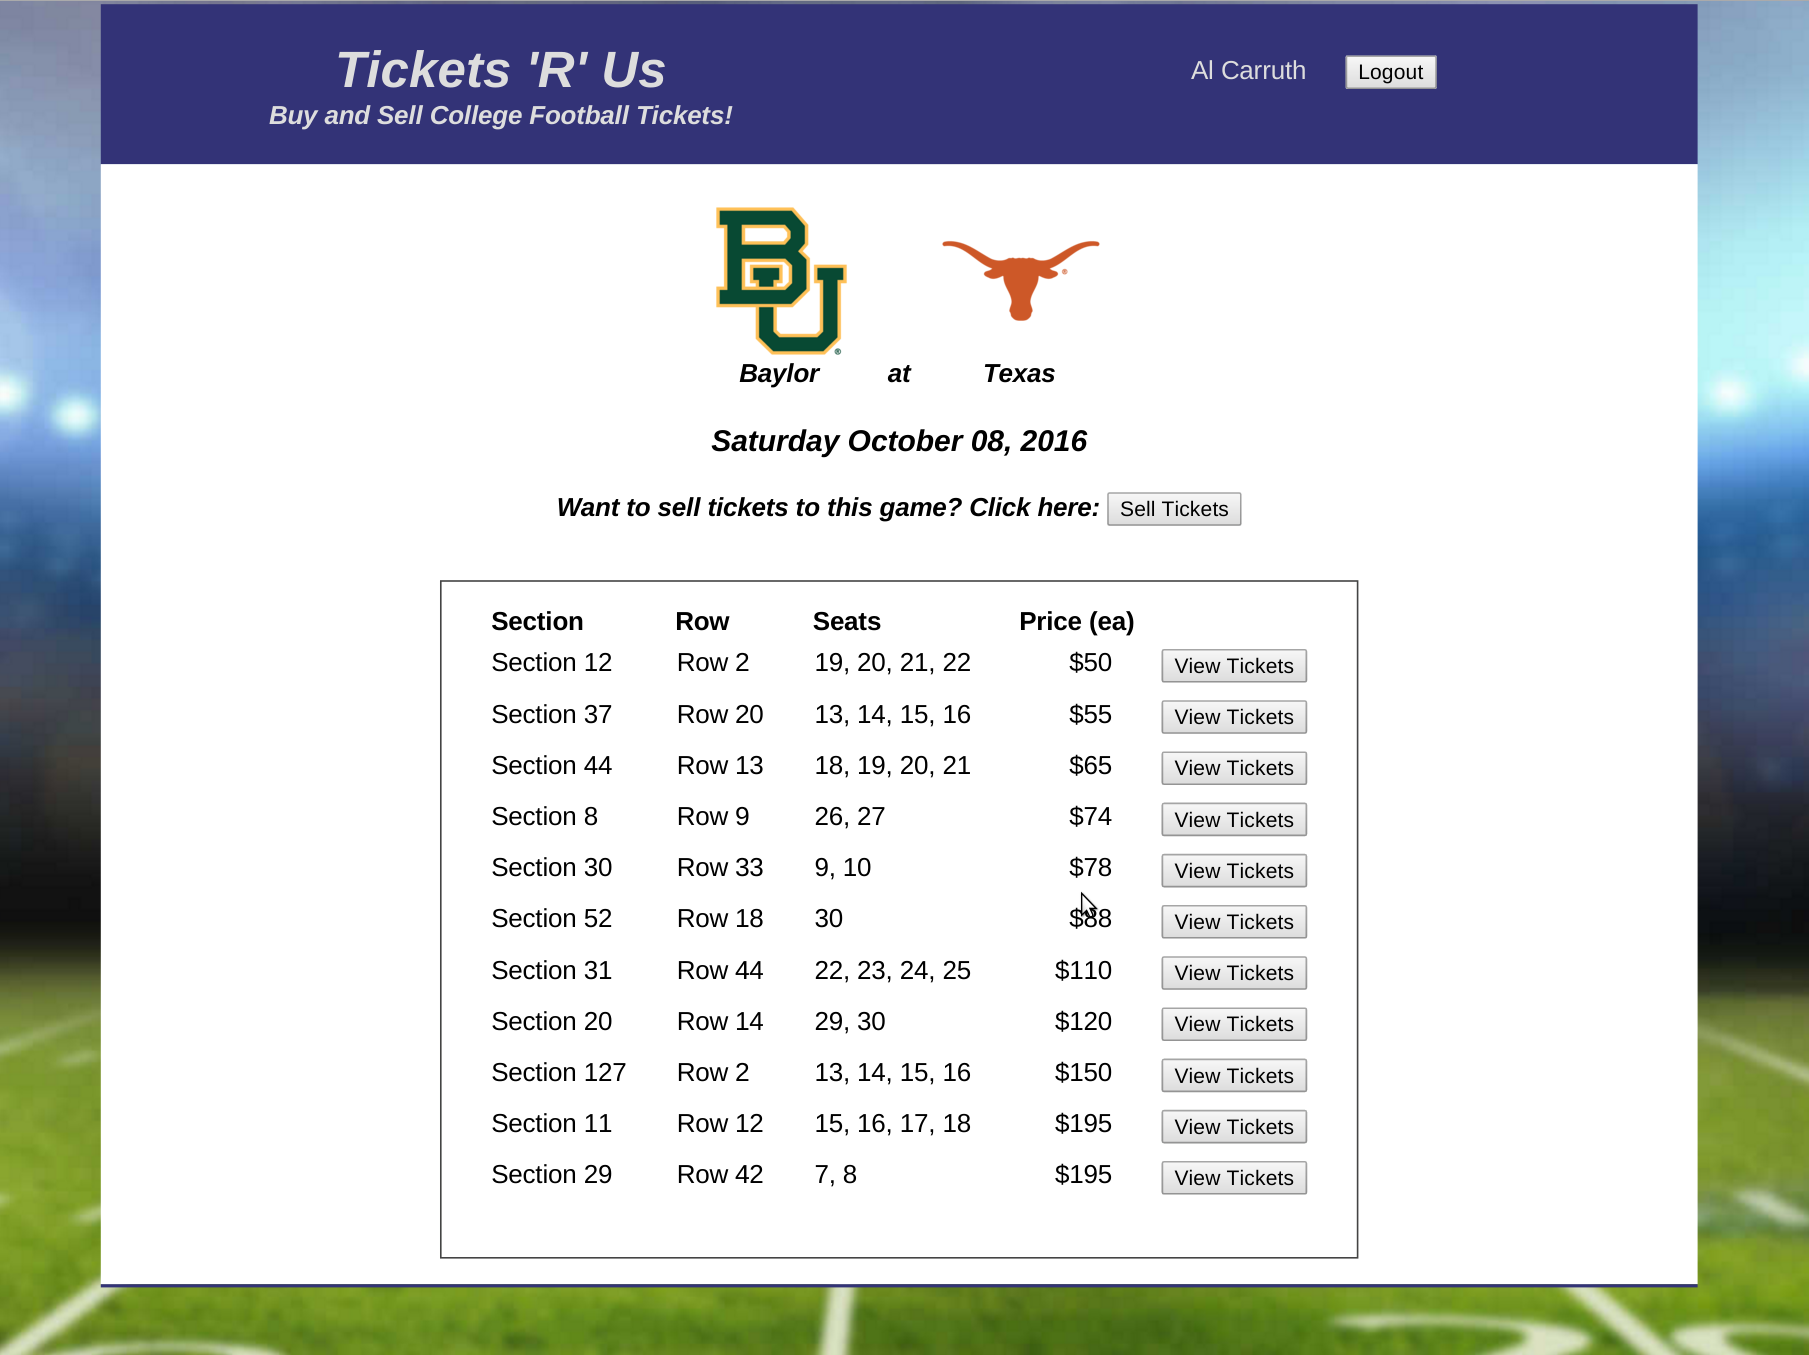 Tickets 'R' Us
Buy and Sell College Football Tickets!
Al Carruth Logout
BU
Baylor at Texas
Saturday October 08, 2016
Want to sell tickets to this game? Click here: Sell Tickets
Section Row Seats Price (ea)
Section 12 Row 2 19, 20, 21, 22 $50 View Tickets
Section 37 Row 20 13, 14, 15, 16 $55 View Tickets
Section 44 Row 13 18, 19, 20, 21 $65 View Tickets
Section 8 Row 9 26, 27 $74 View Tickets
Section 30 Row 33 9, 10 $78 View Tickets
Section 52 Row 18 30 $88 View Tickets
Section 31 Row 44 22, 23, 24, 25 $110 View Tickets
Section 20 Row 14 29, 30 $120 View Tickets
Section 127 Row 2 13, 14, 15, 16 $150 View Tickets
Section 11 Row 12 15, 16, 17, 18 $195 View Tickets
Section 29 Row 42 7, 8 $195 View Tickets